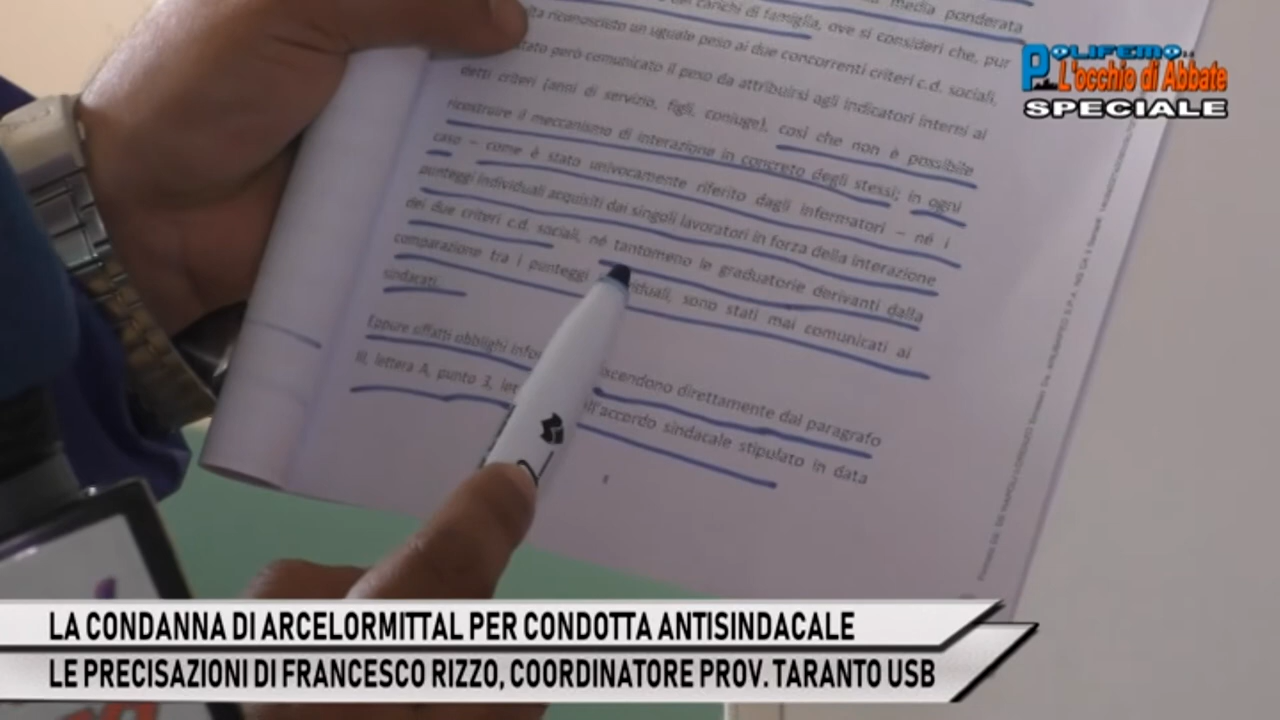 media ponderata
dei carichi di famiglia, ove si consideri che, pur
riconosciuto un uguale peso ai due concorrenti criteri c.d. sociali,
stato però comunicato il peso da attribuirsi agli indicatori interni ai
detti criteri (anni di servizio, figli, coniuge), così che non è possibile
ricostruire il meccanismo di interazione in concreto degli stessi; in ogni
caso – come è stato univocamente riferito dagli informatori – né i
punteggi individuali acquisiti dai singoli lavoratori in forza della interazione
dei due criteri c.d. sociali, né tantomeno le graduatorie derivanti dalla
comparazione tra i punteggi individuali, sono stati mai comunicati ai
sindacati.
Eppure siffatti obblighi discendono direttamente dal paragrafo
III, lettera A, punto 3, dell'accordo sindacale stipulato in data
POLIFEMO...
L'occhio di Abbate
SPECIALE
LA CONDANNA DI ARCELORMITTAL PER CONDOTTA ANTISINDACALE
LE PRECISAZIONI DI FRANCESCO RIZZO, COORDINATORE PROV. TARANTO USB